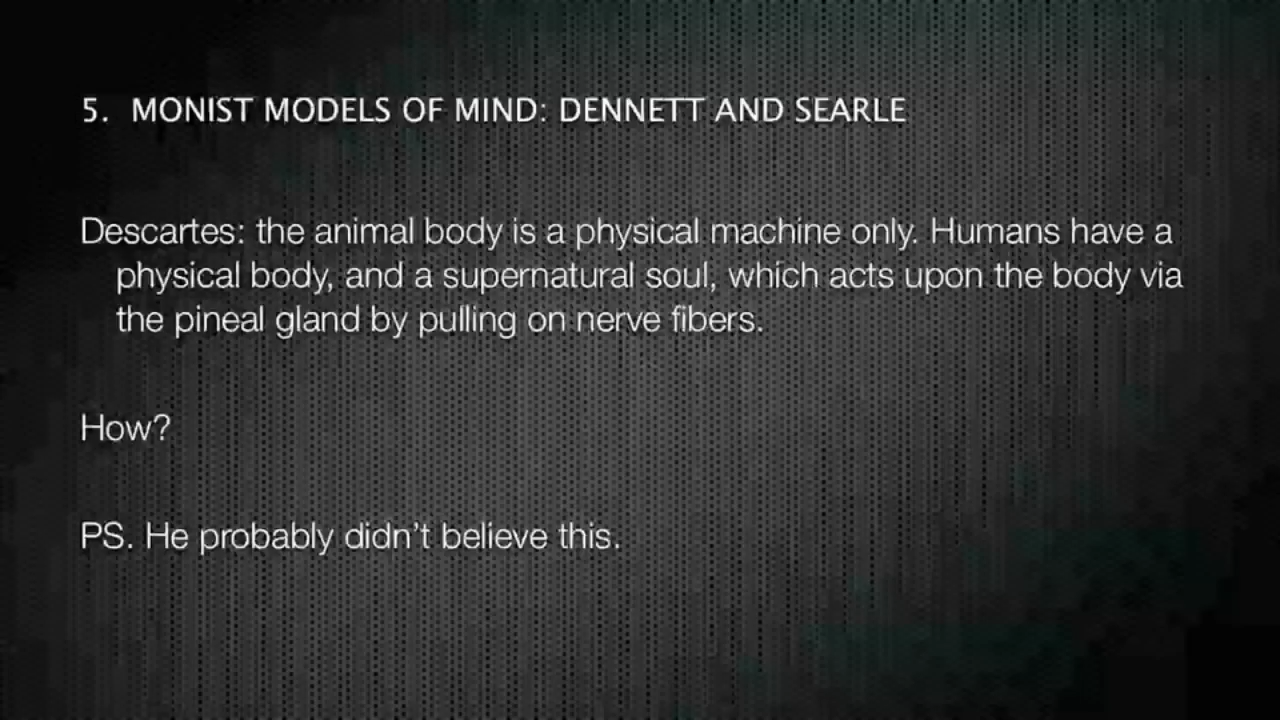 5. MONIST MODELS OF MIND: DENNETT AND SEARLE
Descartes: the animal body is a physical machine only. Humans have a
physical body, and a supernatural soul, which acts upon the body via
the pineal gland by pulling on nerve fibers.
How?
PS. He probably didn’t believe this.